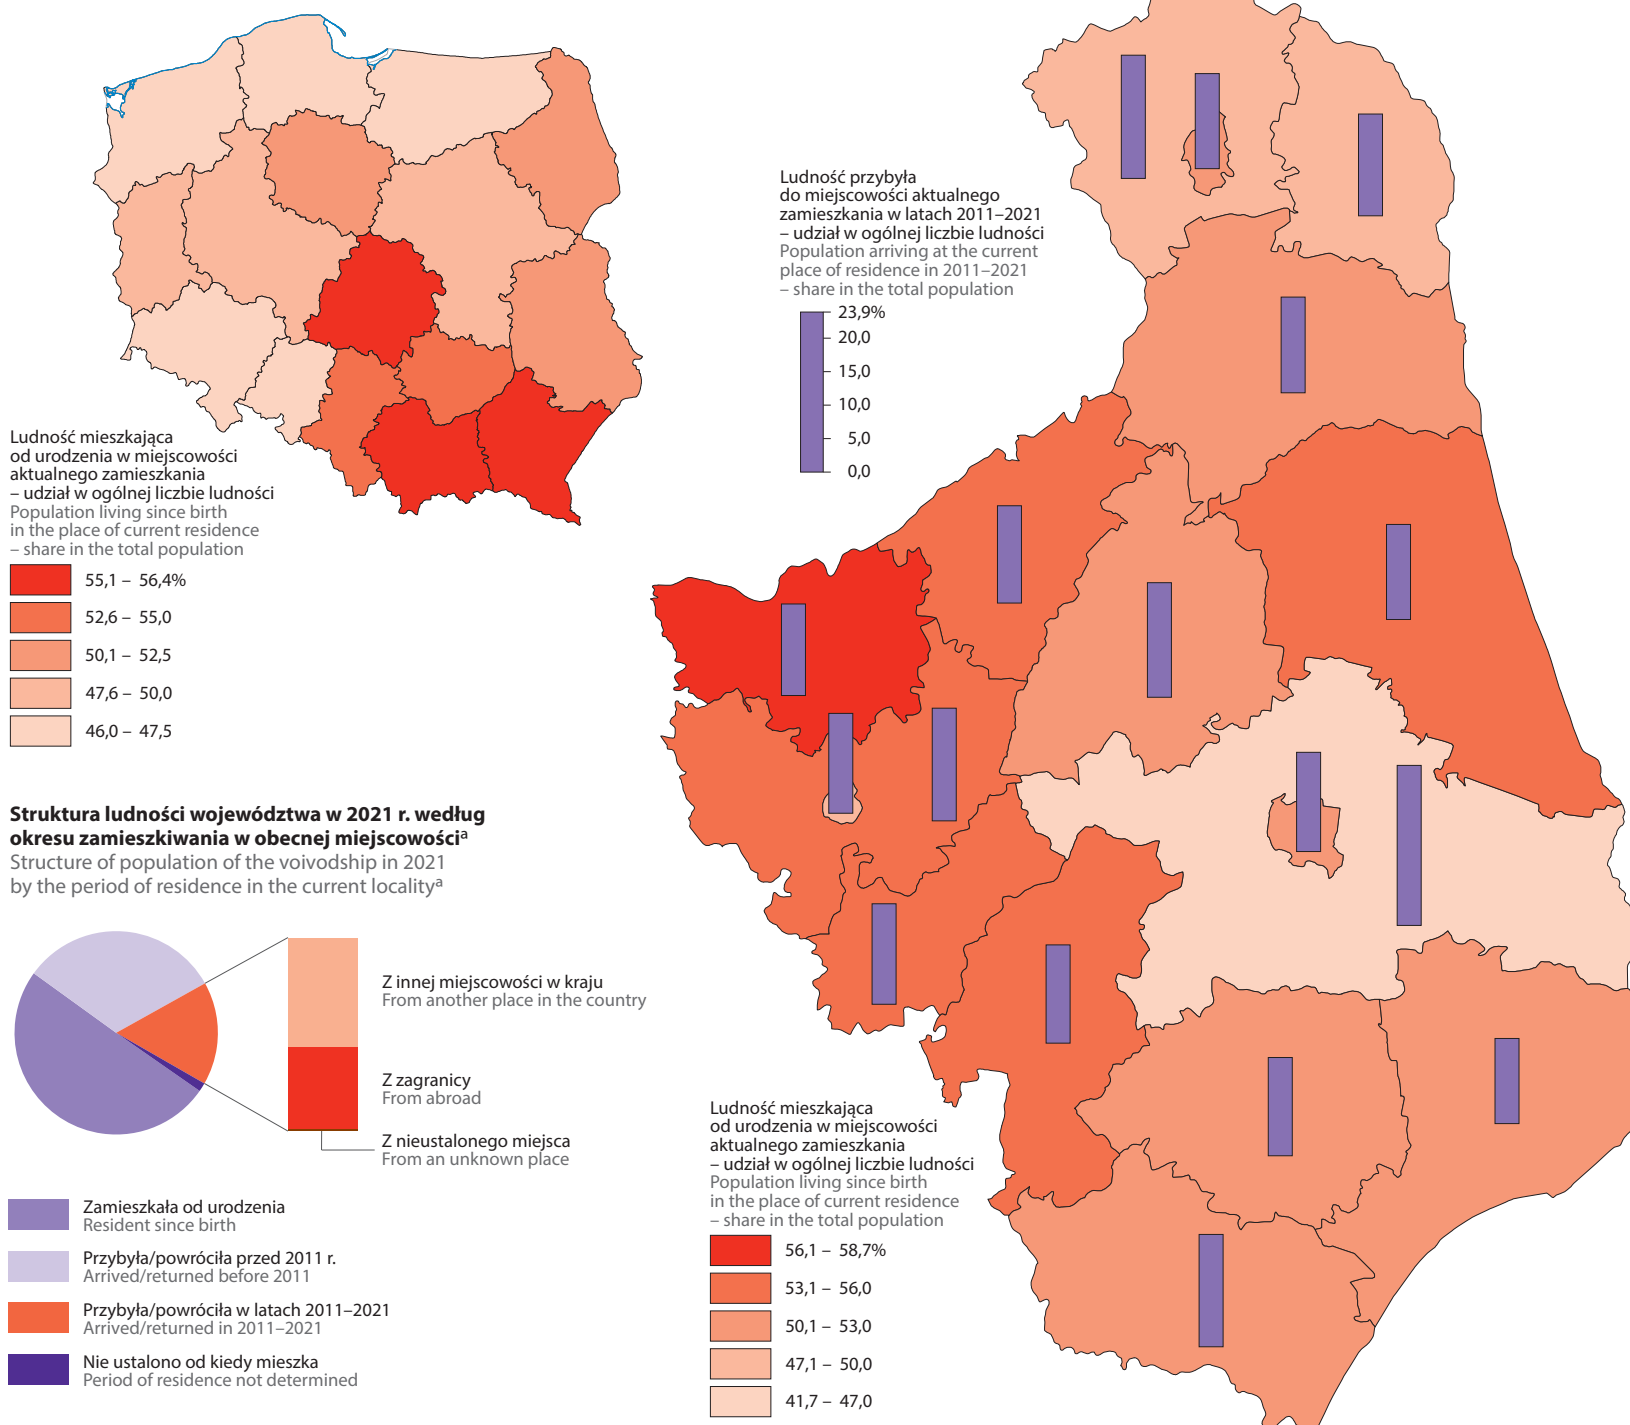 Ludność przybyła
do miejscowości aktualnego
zamieszkania w latach 2011–2021
– udział w ogólnej liczbie ludności
Population arriving at the current
place of residence in 2011–2021
– share in the total population
23,9%
20,0
15,0
10,0
5,0
0,0
Ludność mieszkająca
od urodzenia w miejscowości
aktualnego zamieszkania
– udział w ogólnej liczbie ludności
Population living since birth
in the place of current residence
– share in the total population
55,1 – 56,4%
52,6 – 55,0
50,1 – 52,5
47,6 – 50,0
46,0 – 47,5
Struktura ludności województwa w 2021 r. według
okresu zamieszkiwania w obecnej miejscowościᵃ
Structure of population of the voivodship in 2021
by the period of residence in the current localityᵃ
Z innej miejscowości w kraju
From another place in the country
Z zagranicy
From abroad
Z nieustalonego miejsca
From an unknown place
Zamieszkała od urodzenia
Resident since birth
Przybyła/powróciła przed 2011 r.
Arrived/returned before 2011
Przybyła/powróciła w latach 2011–2021
Arrived/returned in 2011–2021
Nie ustalono od kiedy mieszka
Period of residence not determined
Ludność mieszkająca
od urodzenia w miejscowości
aktualnego zamieszkania
– udział w ogólnej liczbie ludności
Population living since birth
in the place of current residence
– share in the total population
56,1 – 58,7%
53,1 – 56,0
50,1 – 53,0
47,1 – 50,0
41,7 – 47,0